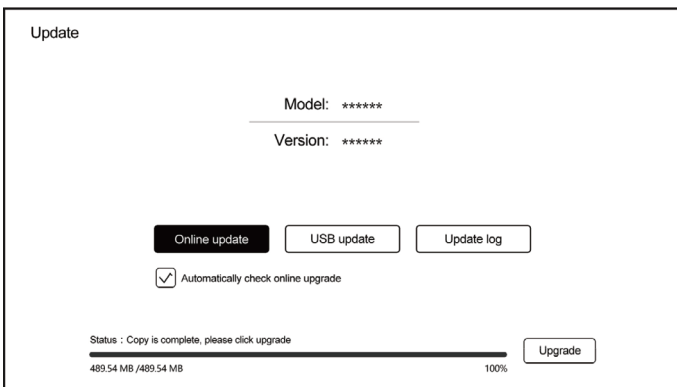 Update
Model: ******
Version: ******
Online update
USB update
Update log
Automatically check online upgrade
Status : Copy is complete, please click upgrade
Upgrade
489.54 MB /489.54 MB
100%